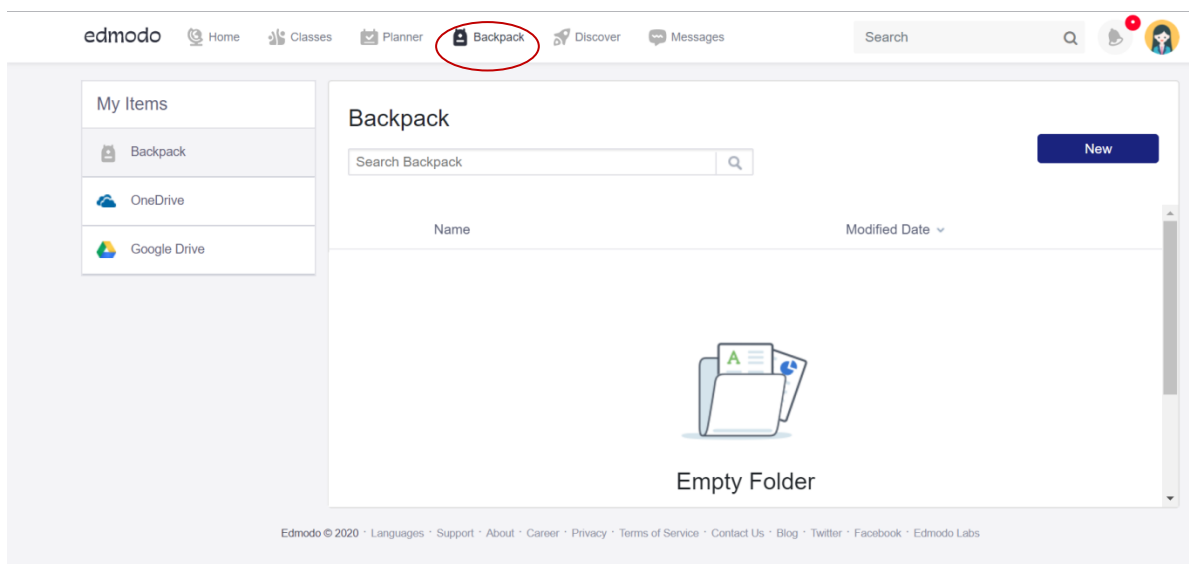 edmodo Home Classes Planner Backpack Discover Messages Search
My Items
Backpack
OneDrive
Google Drive
Backpack
Search Backpack
New
Name Modified Date
A
Empty Folder
Edmodo © 2020 · Languages · Support · About · Career · Privacy · Terms of Service · Contact Us · Blog · Twitter · Facebook · Edmodo Labs